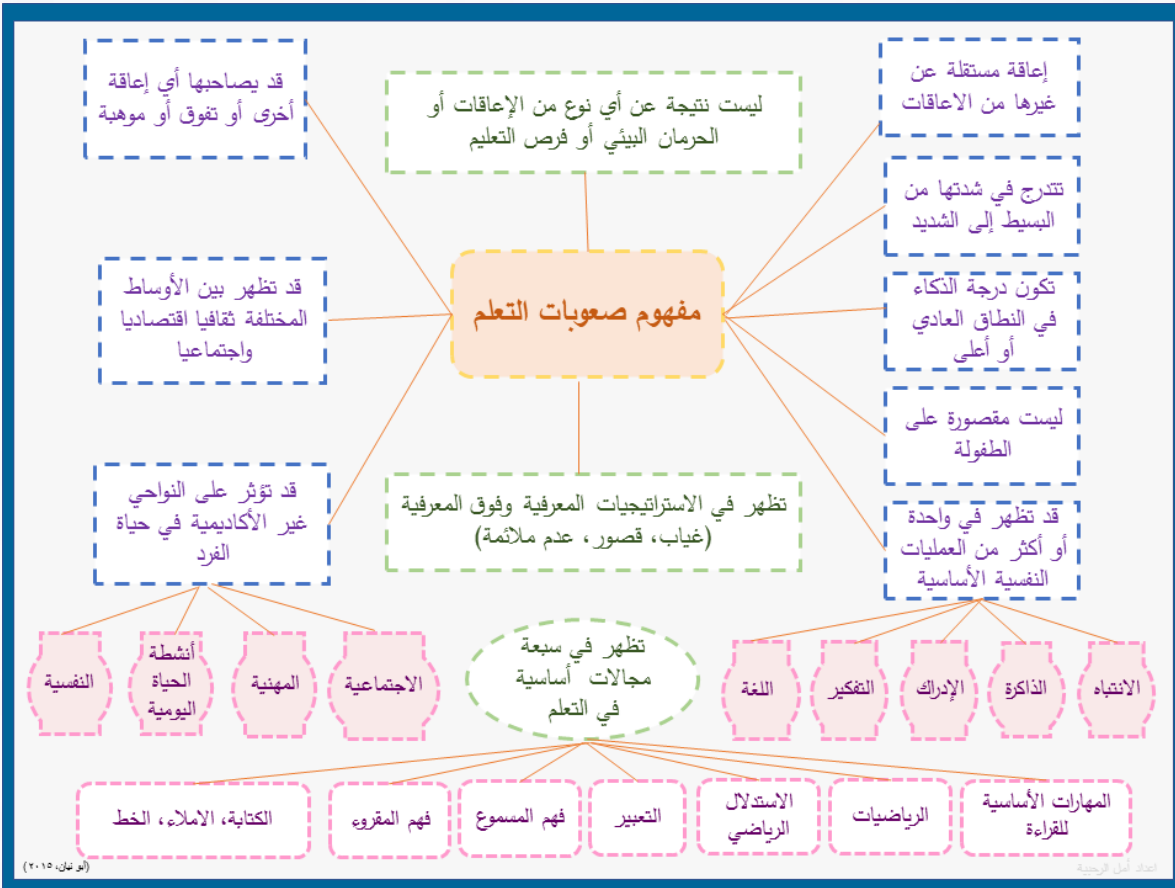 إعاقة مستقلة عن
غيرها من الاعاقات
ليست نتيجة عن أي نوع من الإعاقات أو
الحرمان البيئي أو فرص التعليم
قد يصاحبها أي إعاقة
أخرى أو تفوق أو موهبة
تتدرج في شدتها من
البسيط إلى الشديد
مفهوم صعوبات التعلم
قد تظهر بين الأوساط
المختلفة ثقافيا اقتصاديا
واجتماعيا
تكون درجة الذكاء
في النطاق العادي
أو أعلى
ليست مقصورة على
الطفولة
تظهر في الاستراتيجيات المعرفية وفوق المعرفية
(غياب، قصور، عدم ملائمة)
قد تؤثر على النواحي
غير الأكاديمية في حياة
الفرد
قد تظهر في واحدة
أو أكثر من العمليات
النفسية الأساسية
الانتباه
الذاكرة
الإدراك
التفكير
اللغة
تظهر في سبعة
مجالات أساسية
في التعلم
الاجتماعية
المهنية
أنشطة
الحياة
اليومية
النفسية
المهارات الأساسية
للقراءة
الرياضيات
الاستدلال
الرياضي
التعبير
فهم المسموع
فهم المقروء
الكتابة، الاملاء، الخط
اعداد أمل الرحبية
(أبو نيان، ٢٠١٥)